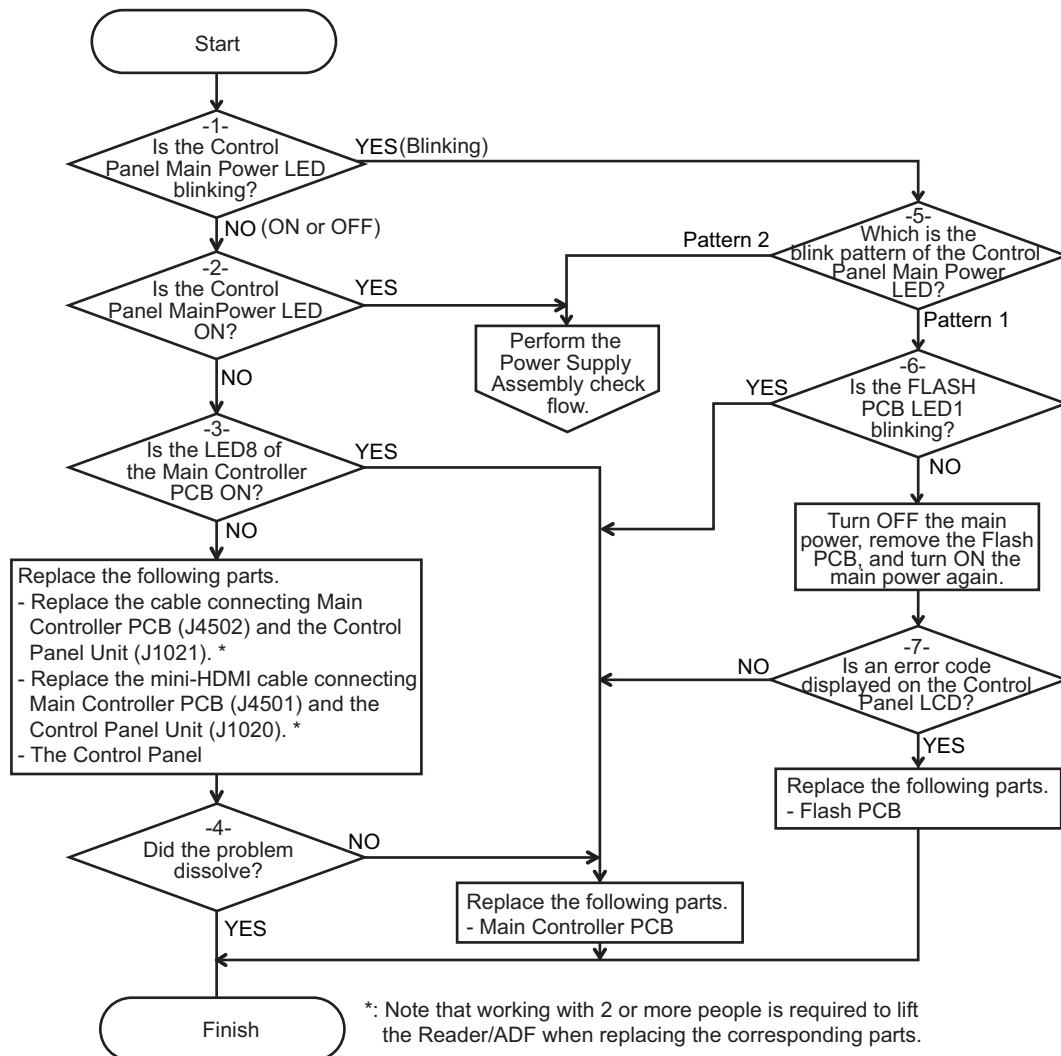 Start
-1-
Is the Control
Panel Main Power LED
blinking?
YES (Blinking)
NO (ON or OFF)
-2-
Is the Control
Panel MainPower LED
ON?
YES
NO
-3-
Is the LED8 of
the Main Controller
PCB ON?
YES
NO
Replace the following parts.
- Replace the cable connecting Main
Controller PCB (J4502) and the Control
Panel Unit (J1021). *
- Replace the mini-HDMI cable connecting
Main Controller PCB (J4501) and the
Control Panel Unit (J1020). *
- The Control Panel
-4-
Did the problem
dissolve?
NO
YES
Finish
-5-
Which is the
blink pattern of the Control
Panel Main Power
LED?
Pattern 2
Pattern 1
Perform the
Power Supply
Assembly check
flow.
-6-
Is the FLASH
PCB LED1
blinking?
YES
NO
Turn OFF the main
power, remove the Flash
PCB, and turn ON the
main power again.
-7-
Is an error code
displayed on the Control
Panel LCD?
NO
YES
Replace the following parts.
- Flash PCB
Replace the following parts.
- Main Controller PCB
*: Note that working with 2 or more people is required to lift
the Reader/ADF when replacing the corresponding parts.